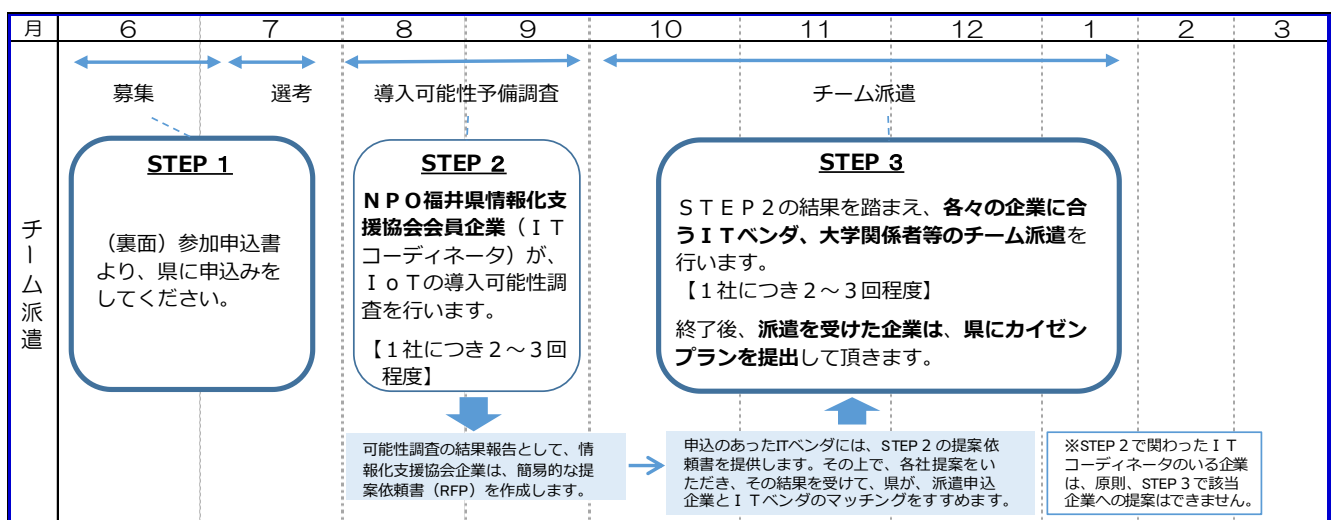 月 6 7 8 9 10 11 12 1 2 3
チーム派遣
募集 選考 導入可能性予備調査 チーム派遣
STEP 1
（裏面）参加申込書
より、県に申込みを
してください。
STEP 2
ＮＰＯ福井県情報化支
援協会会員企業（ＩＴ
コーディネータ）が、
ＩｏＴの導入可能性調
査を行います。
【１社につき２～３回
程度】
STEP 3
ＳＴＥＰ２の結果を踏まえ、各々の企業に合
うＩＴベンダ、大学関係者等のチーム派遣を
行います。
【１社につき２～３回程度】
終了後、派遣を受けた企業は、県にカイゼン
プランを提出して頂きます。
可能性調査の結果報告として、情
報化支援協会企業は、簡易的な提
案依頼書（RFP）を作成します。
申込のあったITベンダには、STEP２の提案依
頼書を提供します。その上で、各社提案をい
ただき、その結果を受けて、県が、派遣申込
企業とＩＴベンダのマッチングをすすめます。
※STEP２で関わったＩＴ
コーディネータのいる企業
は、原則、STEP３で該当
企業への提案はできません。